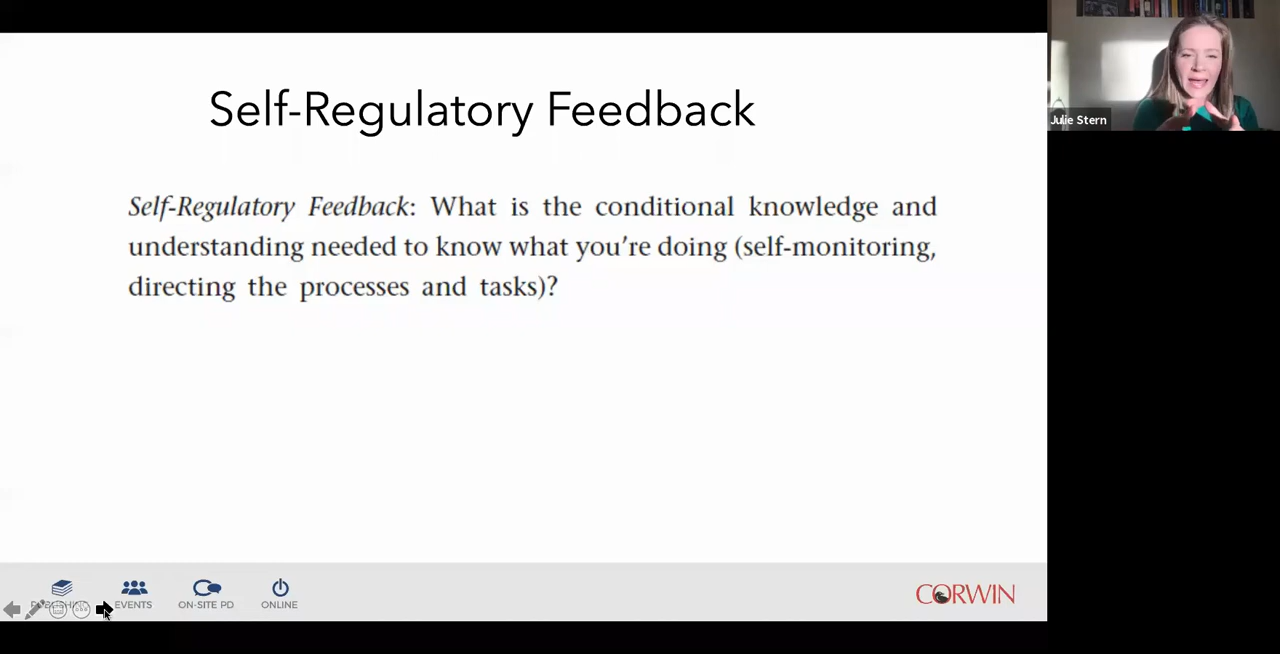 Self-Regulatory Feedback
Self-Regulatory Feedback: What is the conditional knowledge and
understanding needed to know what you're doing (self-monitoring,
directing the processes and tasks)?
Julie Stern
PUBLISHING
EVENTS
ON-SITE PD
ONLINE
CORWIN